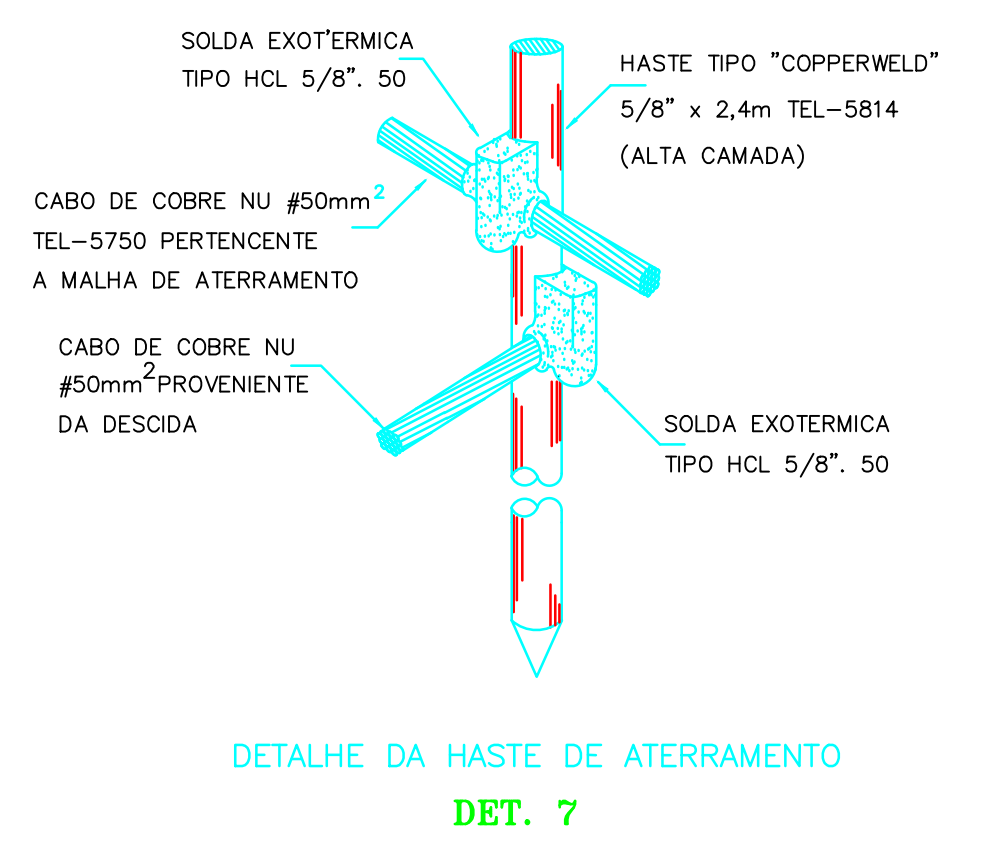 SOLDA EXOT'ERMICA
TIPO HCL 5/8". 50
HASTE TIPO "COPPERWELD"
5/8" x 2,4m TEL-5814
(ALTA CAMADA)
CABO DE COBRE NU #50mm²
TEL-5750 PERTENCENTE
A MALHA DE ATERRAMENTO
CABO DE COBRE NU
#50mm² PROVENIENTE
DA DESCIDA
SOLDA EXOTERMICA
TIPO HCL 5/8". 50
DETALHE DA HASTE DE ATERRAMENTO
DET. 7